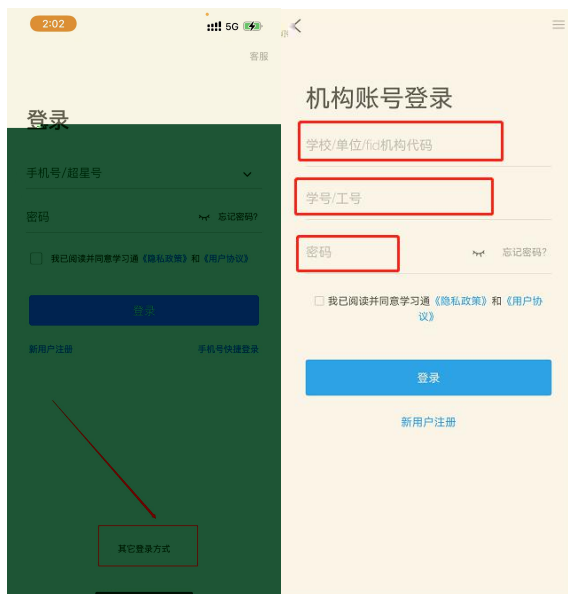 2:02
5G
客服
登录
手机号/超星号
密码
忘记密码?
我已阅读并同意学习通《隐私政策》和《用户协议》
登录
新用户注册
手机号快捷登录
其它登录方式
机构账号登录
学校/单位/fid机构代码
学号/工号
密码
忘记密码?
我已阅读并同意学习通《隐私政策》和《用户协
议》
登录
新用户注册